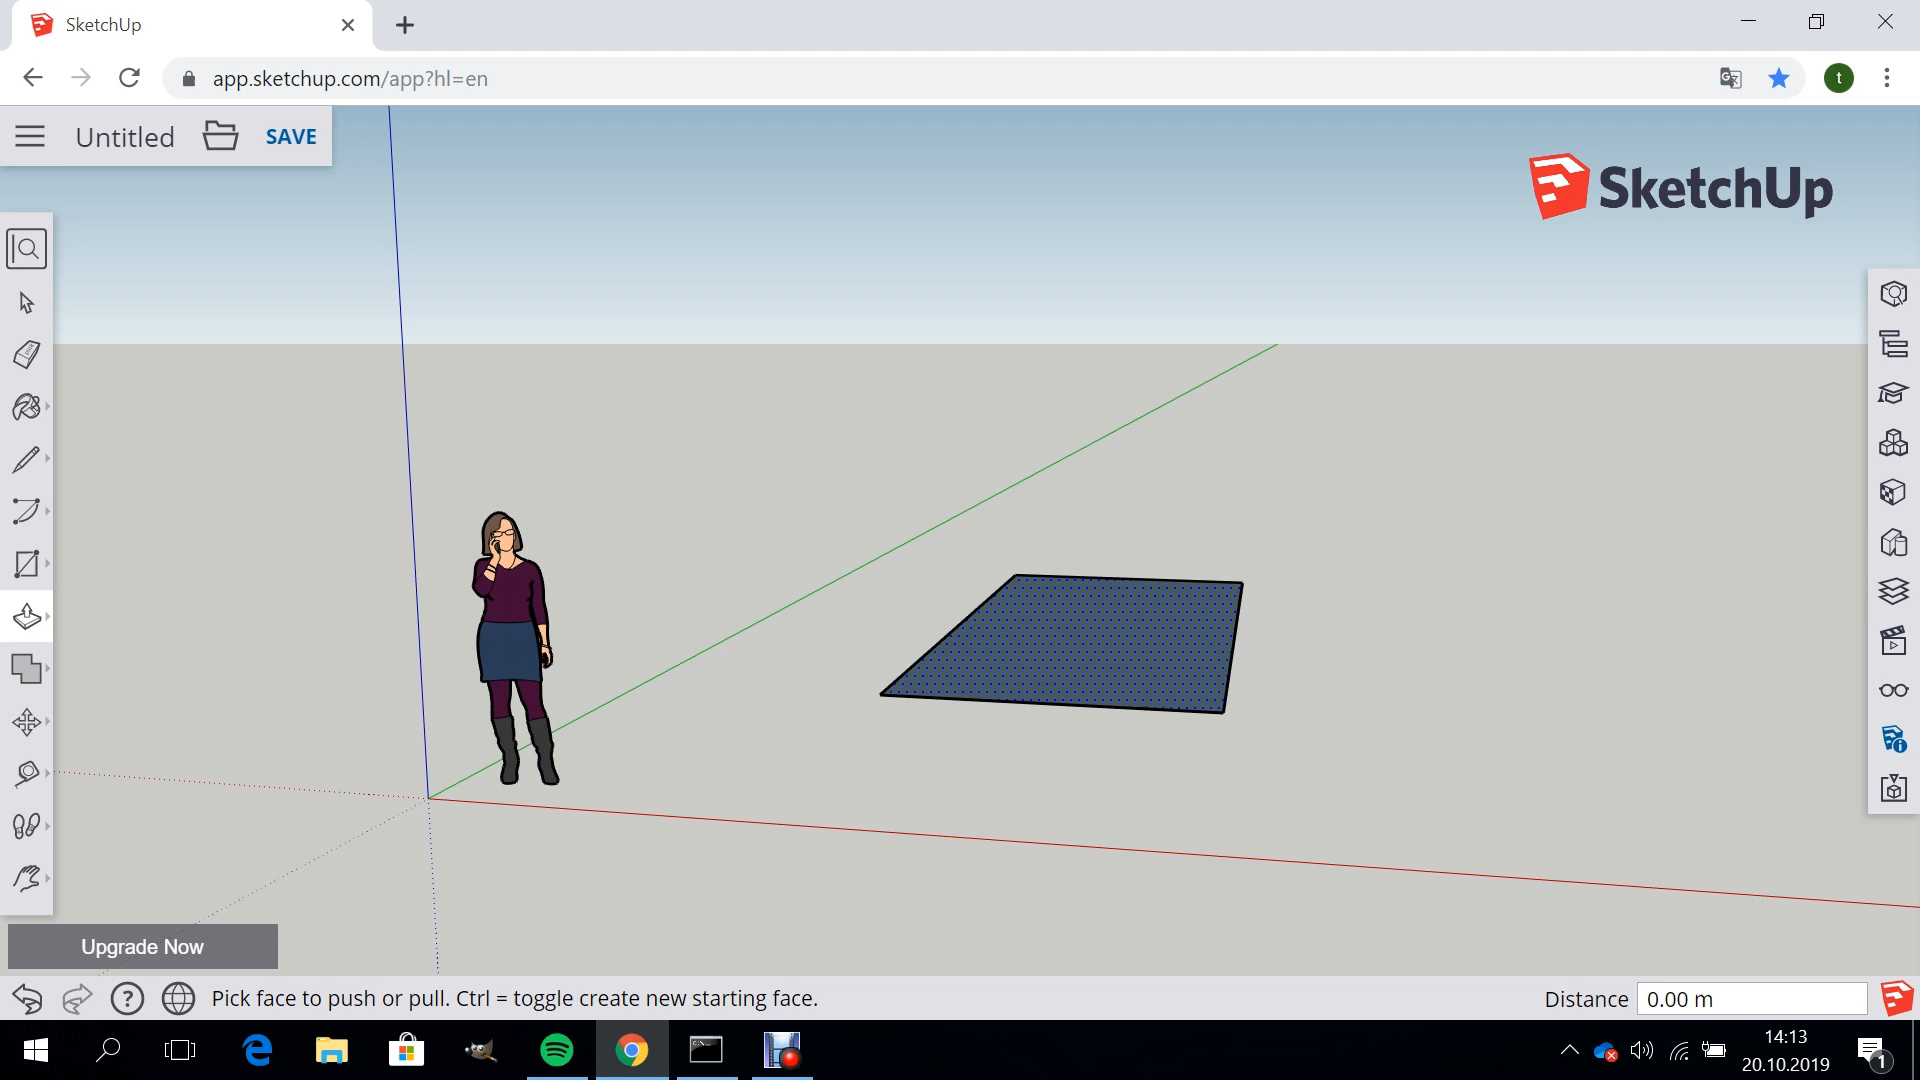 SketchUp
app.sketchup.com/app?hl=en
t
Untitled
SAVE
SketchUp
Upgrade Now
Pick face to push or pull. Ctrl = toggle create new starting face.
Distance
0.00 m
14:13
20.10.2019
1